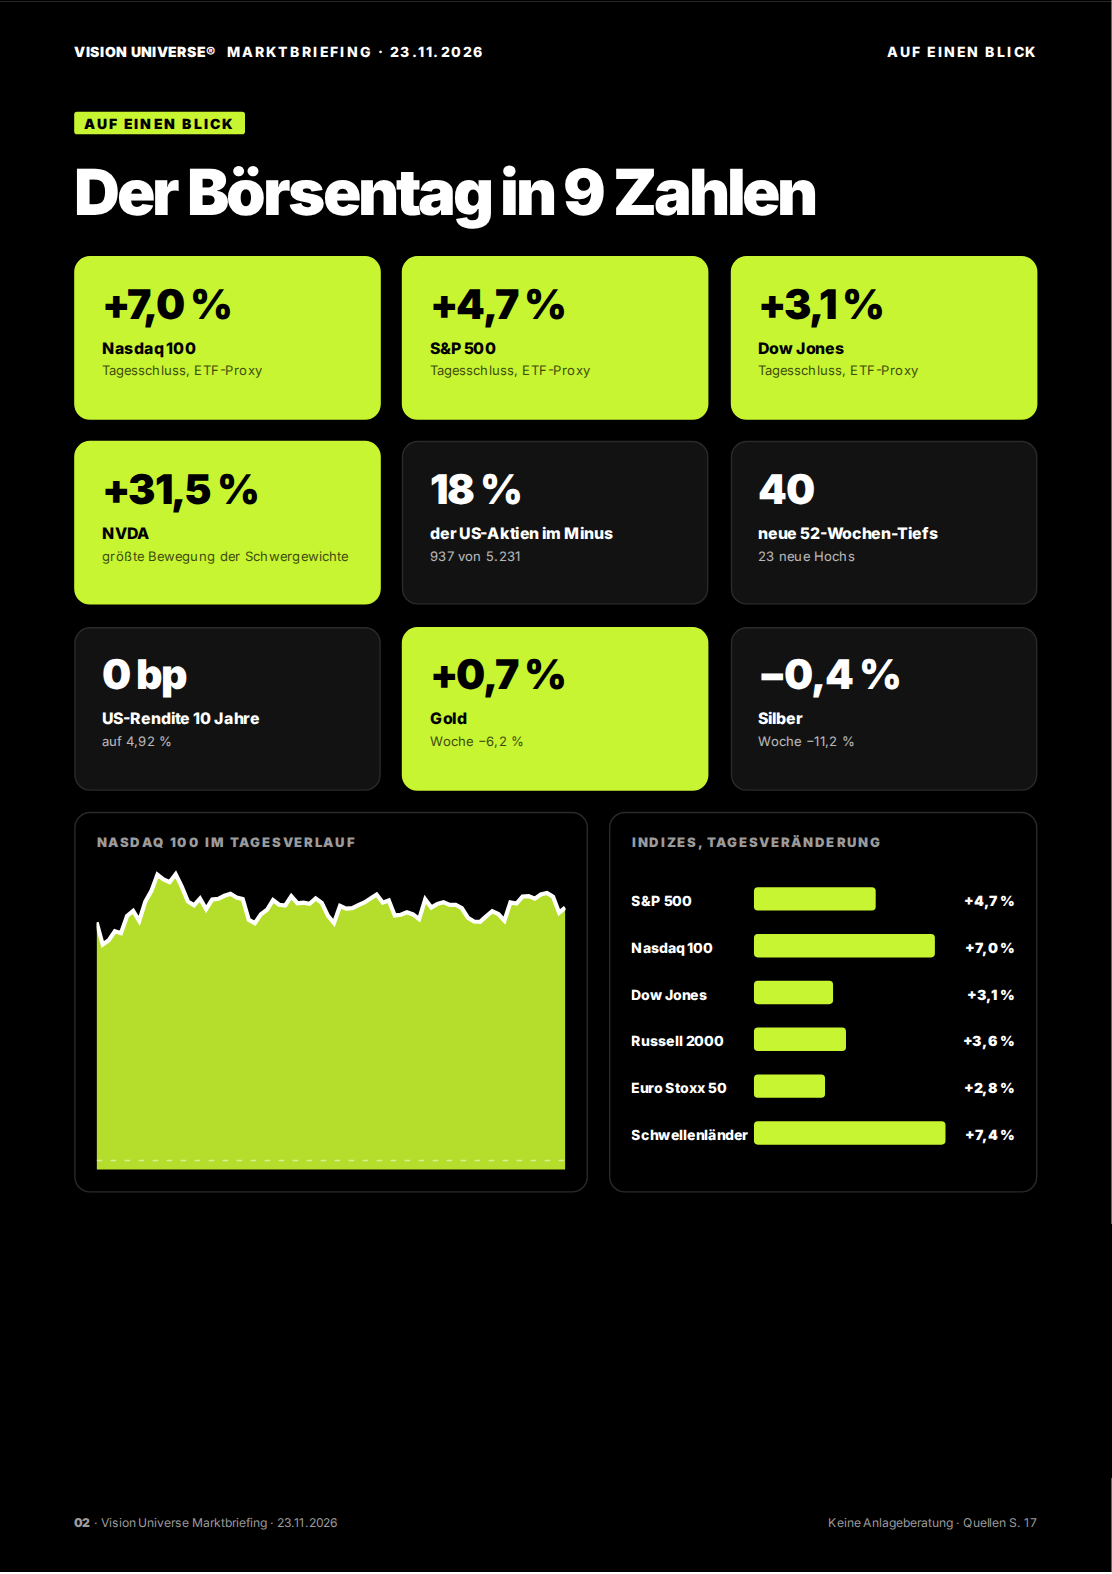 VISION UNIVERSE® MARKTBRIEFING · 23.11.2026
AUF EINEN BLICK
AUF EINEN BLICK
Der Börsentag in 9 Zahlen
+7,0 %
Nasdaq 100
Tagesschluss, ETF-Proxy
+4,7 %
S&P 500
Tagesschluss, ETF-Proxy
+3,1 %
Dow Jones
Tagesschluss, ETF-Proxy
+31,5 %
NVDA
größte Bewegung der Schwergewichte
18 %
der US-Aktien im Minus
937 von 5.231
40
neue 52-Wochen-Tiefs
23 neue Hochs
0 bp
US-Rendite 10 Jahre
auf 4,92 %
+0,7 %
Gold
Woche −6,2 %
−0,4 %
Silber
Woche −11,2 %
NASDAQ 100 IM TAGESVERLAUF
INDIZES, TAGESVERÄNDERUNG
S&P 500 +4,7 %
Nasdaq 100 +7,0 %
Dow Jones +3,1 %
Russell 2000 +3,6 %
Euro Stoxx 50 +2,8 %
Schwellenländer +7,4 %
02 · Vision Universe Marktbriefing · 23.11.2026
Keine Anlageberatung · Quellen S. 17